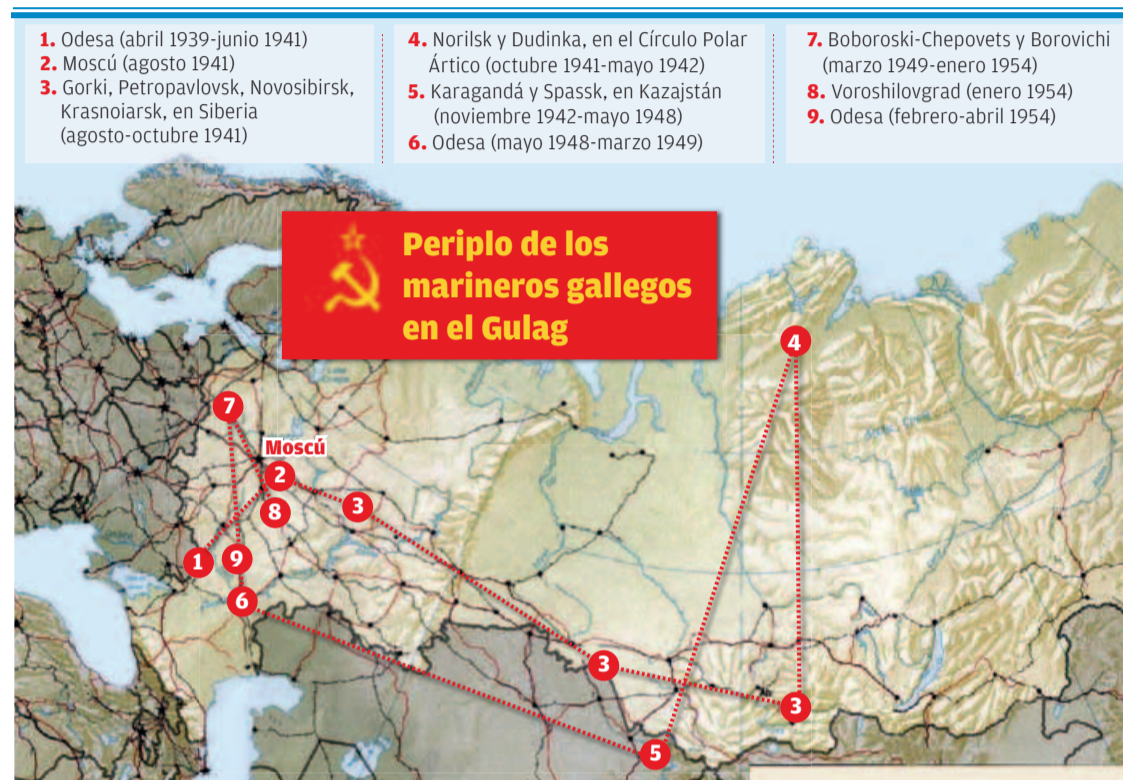 1. Odesa (abril 1939-junio 1941)
2. Moscú (agosto 1941)
3. Gorki, Petropavlovsk, Novosibirsk,
Krasnoiarsk, en Siberia
(agosto-octubre 1941)
4. Norilsk y Dudinka, en el Círculo Polar
Ártico (octubre 1941-mayo 1942)
5. Karagandá y Spassk, en Kazajstán
(noviembre 1942-mayo 1948)
6. Odesa (mayo 1948-marzo 1949)
7. Boboroski-Chepovets y Borovichi
(marzo 1949-enero 1954)
8. Voroshilovgrad (enero 1954)
9. Odesa (febrero-abril 1954)
Periplo de los
marineros gallegos
en el Gulag
4
7
Moscú
2
3
8
1
9
6
3
3
5